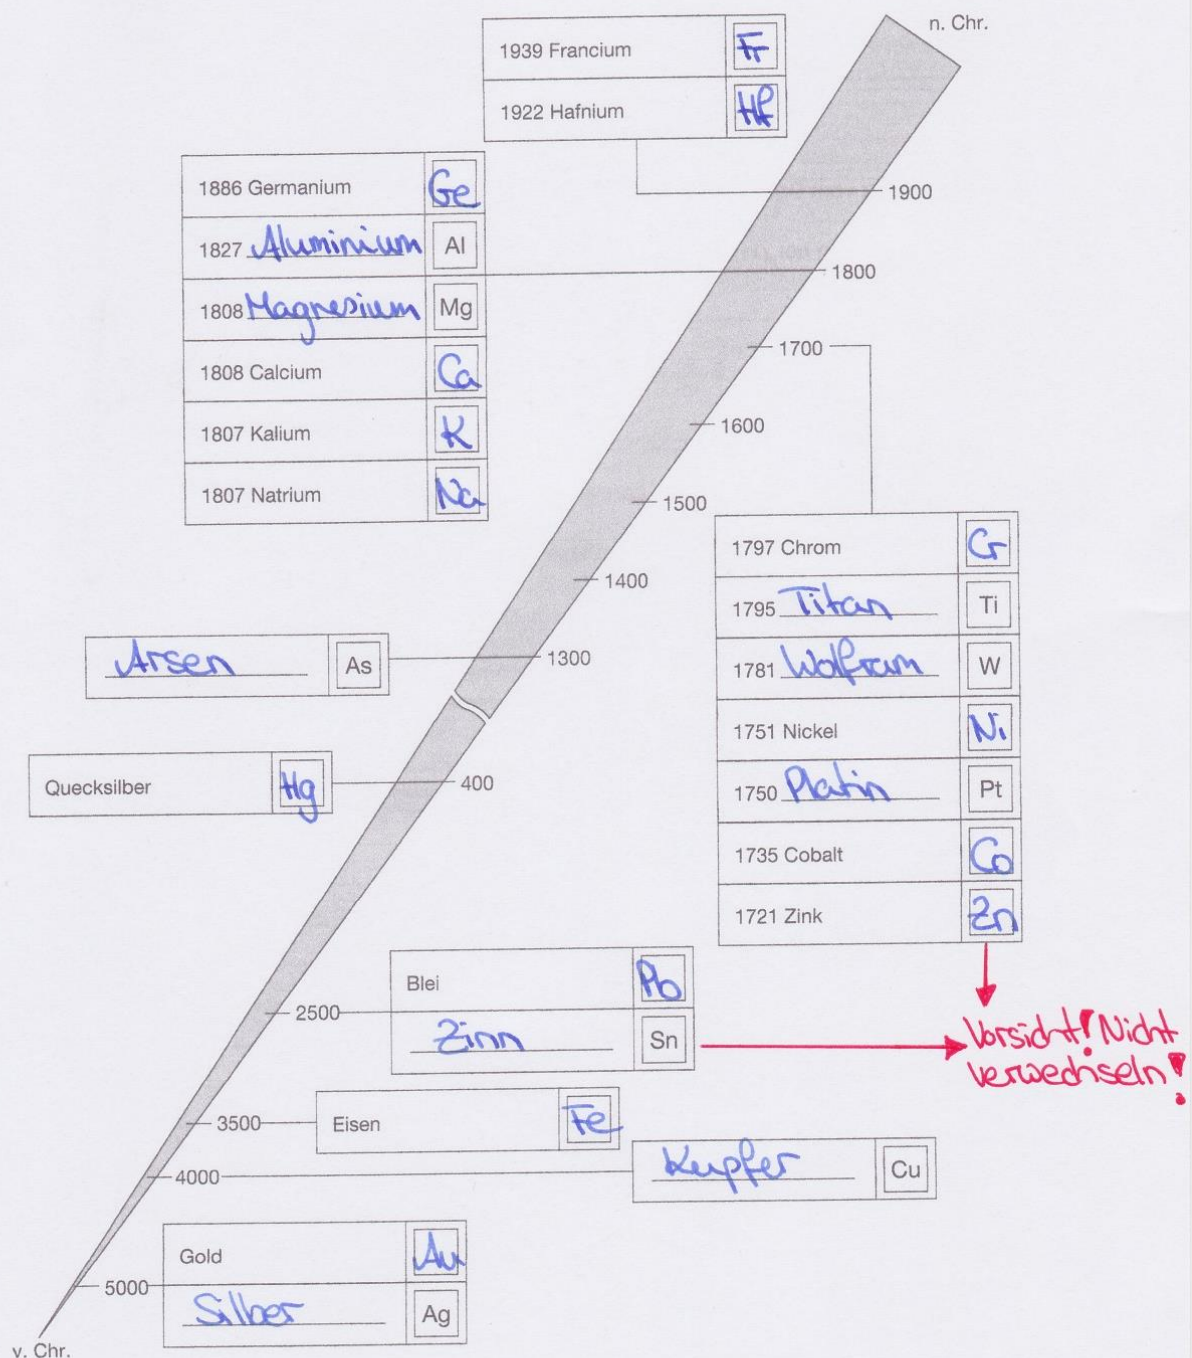 n. Chr.
1939 Francium Fr
1922 Hafnium Hf
1900
1886 Germanium Ge
1827 Aluminium Al
1808 Magnesium Mg
1808 Calcium Ca
1807 Kalium K
1807 Natrium Na
1800
1700
1600
1500
1400
1797 Chrom Cr
1795 Titan Ti
1781 Wolfram W
1751 Nickel Ni
1750 Platin Pt
1735 Cobalt Co
1721 Zink Zn
Arsen As
1300
Quecksilber Hg
400
Blei Pb
2500
Zinn Sn
Vorsicht! Nicht
verwechseln!
3500
Eisen Fe
4000
Kupfer Cu
Gold Au
5000
Silber Ag
v. Chr.